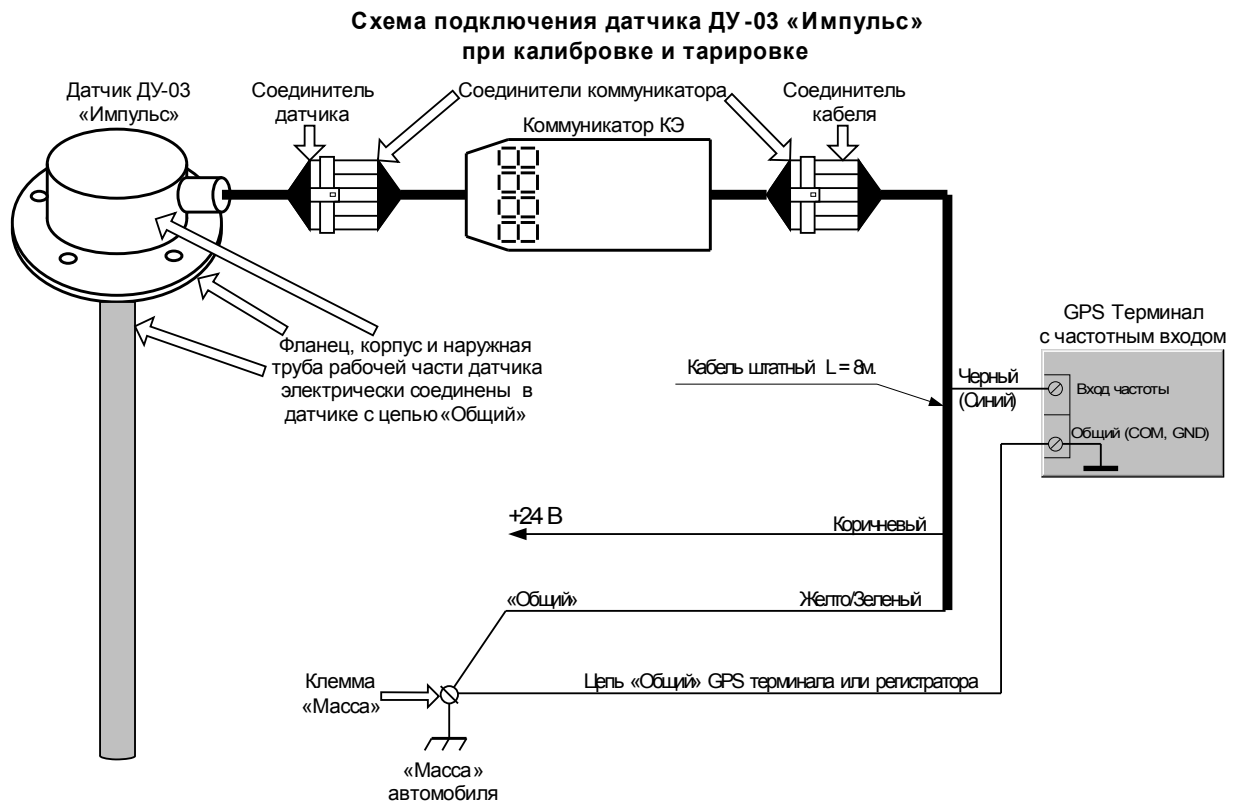 Схема подключения датчика ДУ-03 «Импульс»
при калибровке и тарировке
Датчик ДУ-03
«Импульс»
Соединитель
датчика
Соединители коммуникатора
Соединитель
кабеля
Коммуникатор КЭ
GPS Терминал
с частотным входом
Фланец, корпус и наружная
труба рабочей части датчика
электрически соединены в
датчике с цепью «Общий»
Кабель штатный L = 8м.
Черный
(Синий)
Вход частоты
Общий (COM, GND)
+24 В
Коричневый
«Общий»
Желто/Зеленый
Клемма
«Масса»
Цепь «Общий» GPS терминала или регистратора
«Масса»
автомобиля